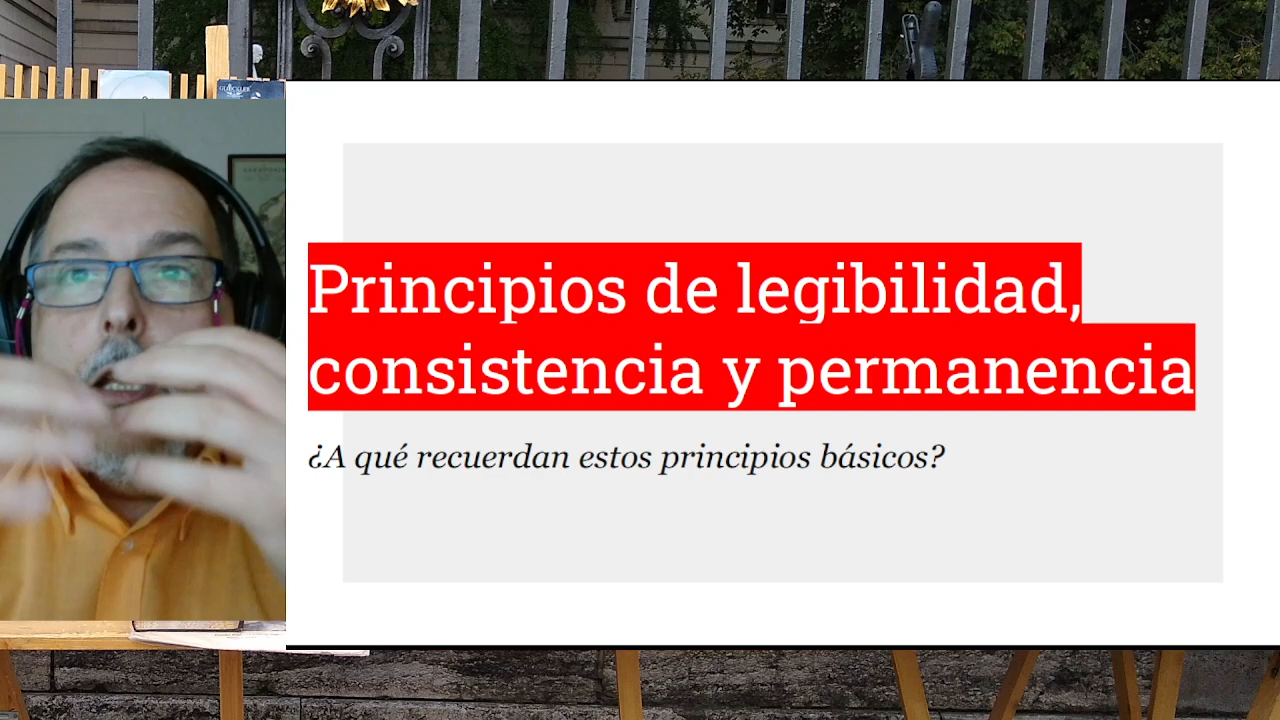 Principios de legibilidad,
consistencia y permanencia
¿A qué recuerdan estos principios básicos?